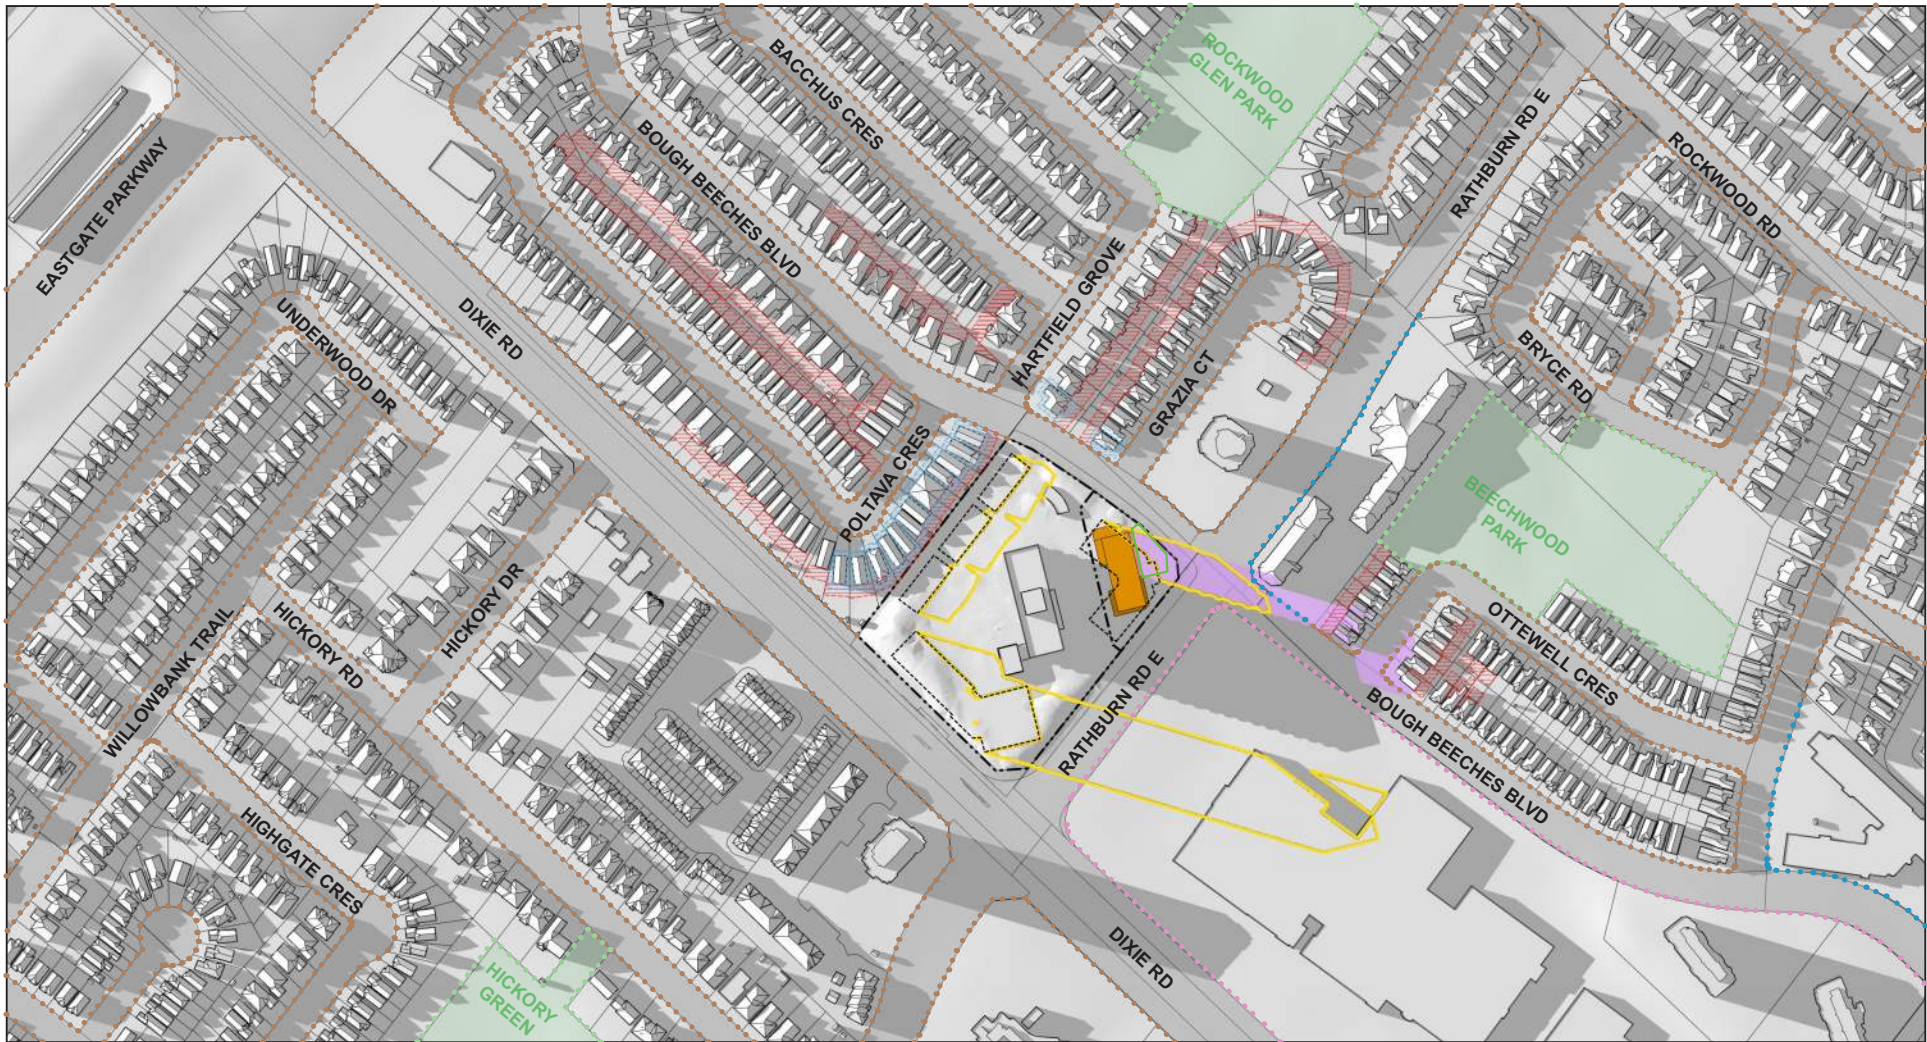 ROCKWOOD
GLEN PARK
BACCHUS CRES
BOUGH BEECHES BLVD
RATHBURN RD E
ROCKWOOD RD
EASTGATE PARKWAY
UNDERWOOD DR
DIXIE RD
HARTFIELD GROVE
GRAZIA CT
BRYCE RD
POLTAVA CRES
BEECHWOOD
PARK
HICKORY DR
HICKORY RD
WILLOWBANK TRAIL
OTTEWELL CRES
RATHBURN RD E
BOUGH BEECHES BLVD
HIGHGATE CRES
DIXIE RD
HICKORY
GREEN